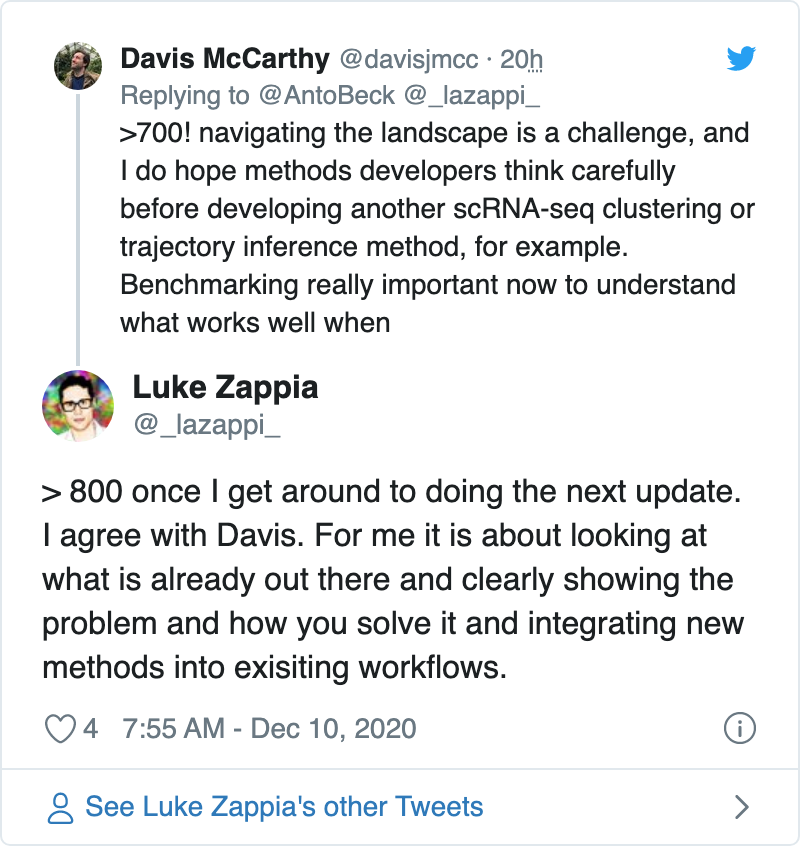 Davis McCarthy @davisjmcc · 20h
Replying to @AntoBeck @_lazappi_
>700! navigating the landscape is a challenge, and
I do hope methods developers think carefully
before developing another scRNA-seq clustering or
trajectory inference method, for example.
Benchmarking really important now to understand
what works well when
Luke Zappia
@_lazappi_
> 800 once I get around to doing the next update.
I agree with Davis. For me it is about looking at
what is already out there and clearly showing the
problem and how you solve it and integrating new
methods into exisiting workflows.
4 7:55 AM - Dec 10, 2020
See Luke Zappia's other Tweets